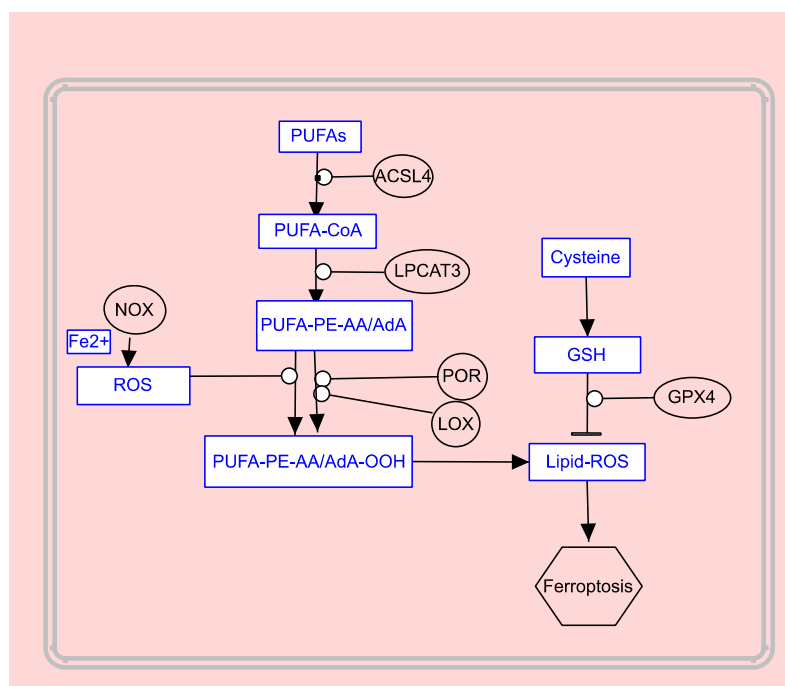 PUFAs
ACSL4
PUFA-CoA
Cysteine
LPCAT3
NOX
PUFA-PE-AA/AdA
Fe2+
GSH
ROS
POR
GPX4
LOX
PUFA-PE-AA/AdA-OOH
Lipid-ROS
Ferroptosis